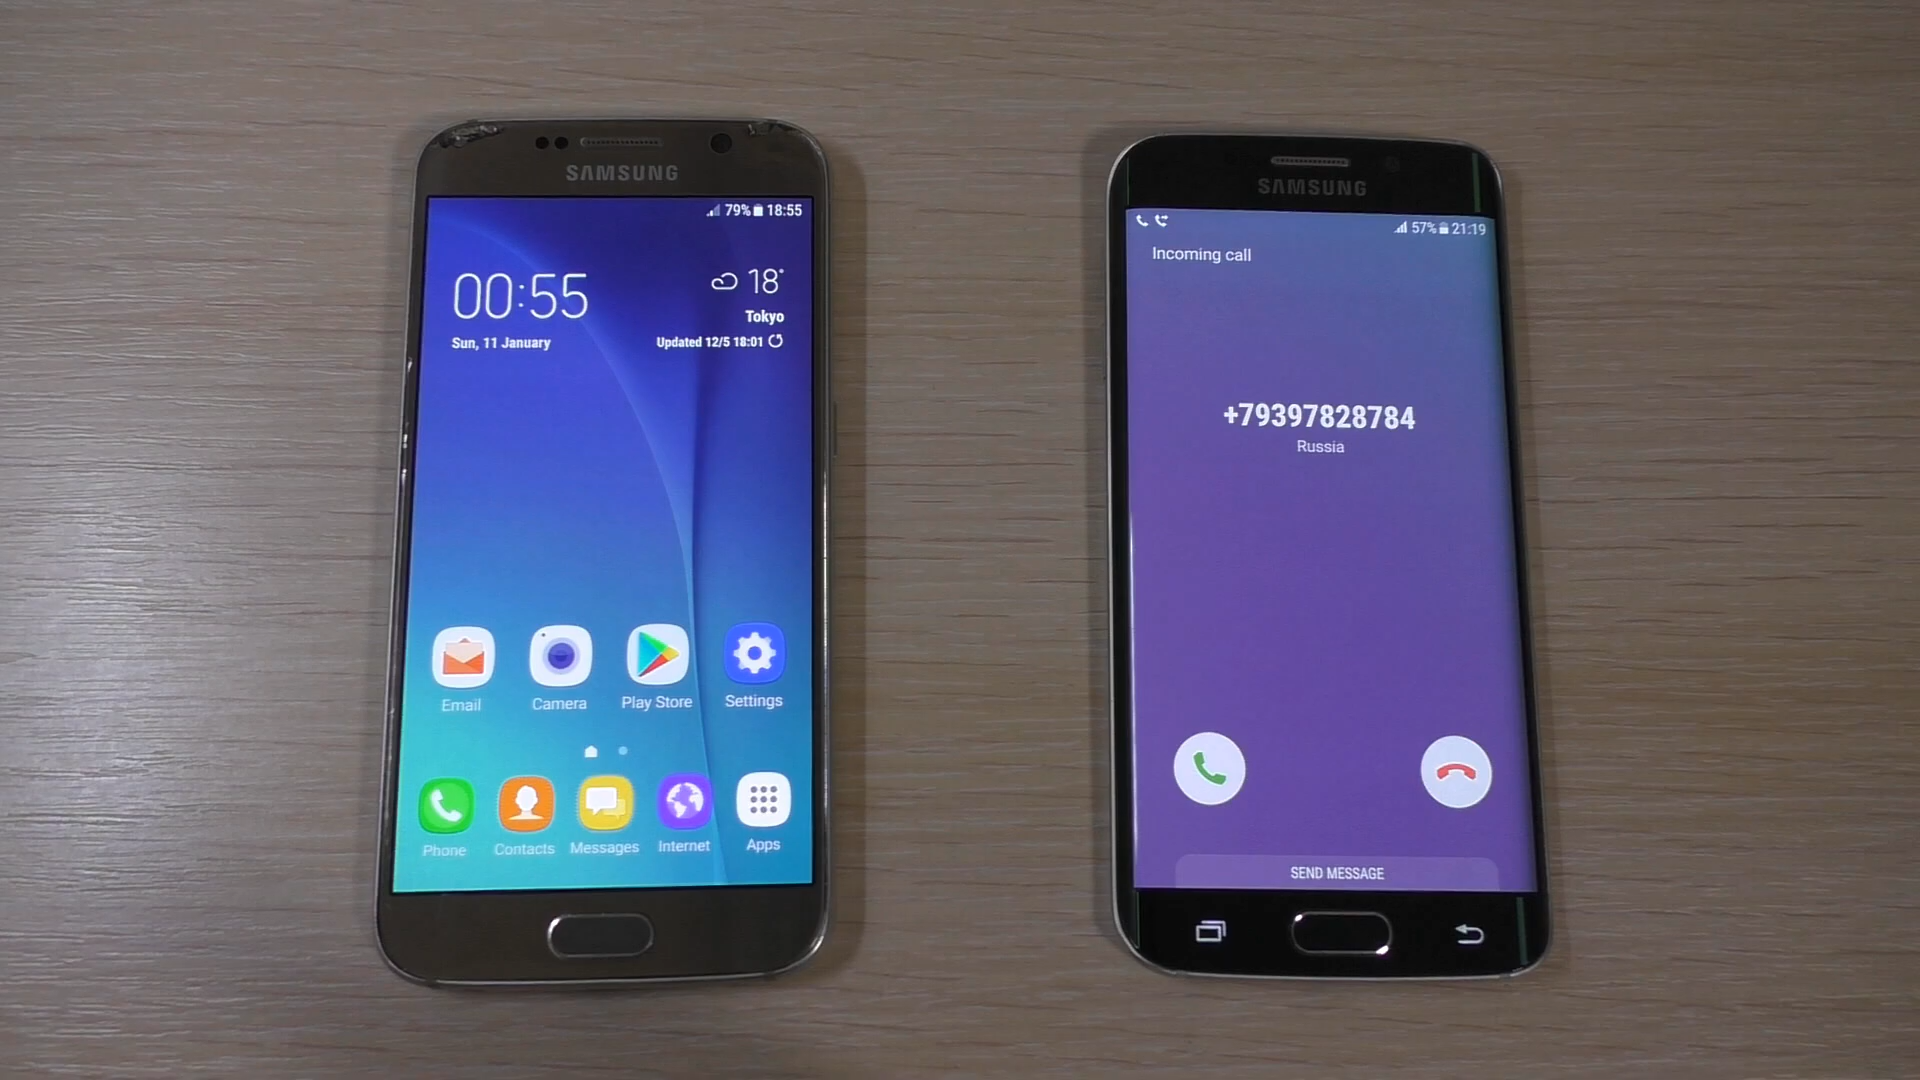 SAMSUNG
79% 18:55
00:55
18°
Tokyo
Sun, 11 January
Updated 12/5 18:01
Email
Camera
Play Store
Settings
Phone
Contacts
Messages
Internet
Apps
SAMSUNG
57% 21:19
Incoming call
+79397828784
Russia
SEND MESSAGE